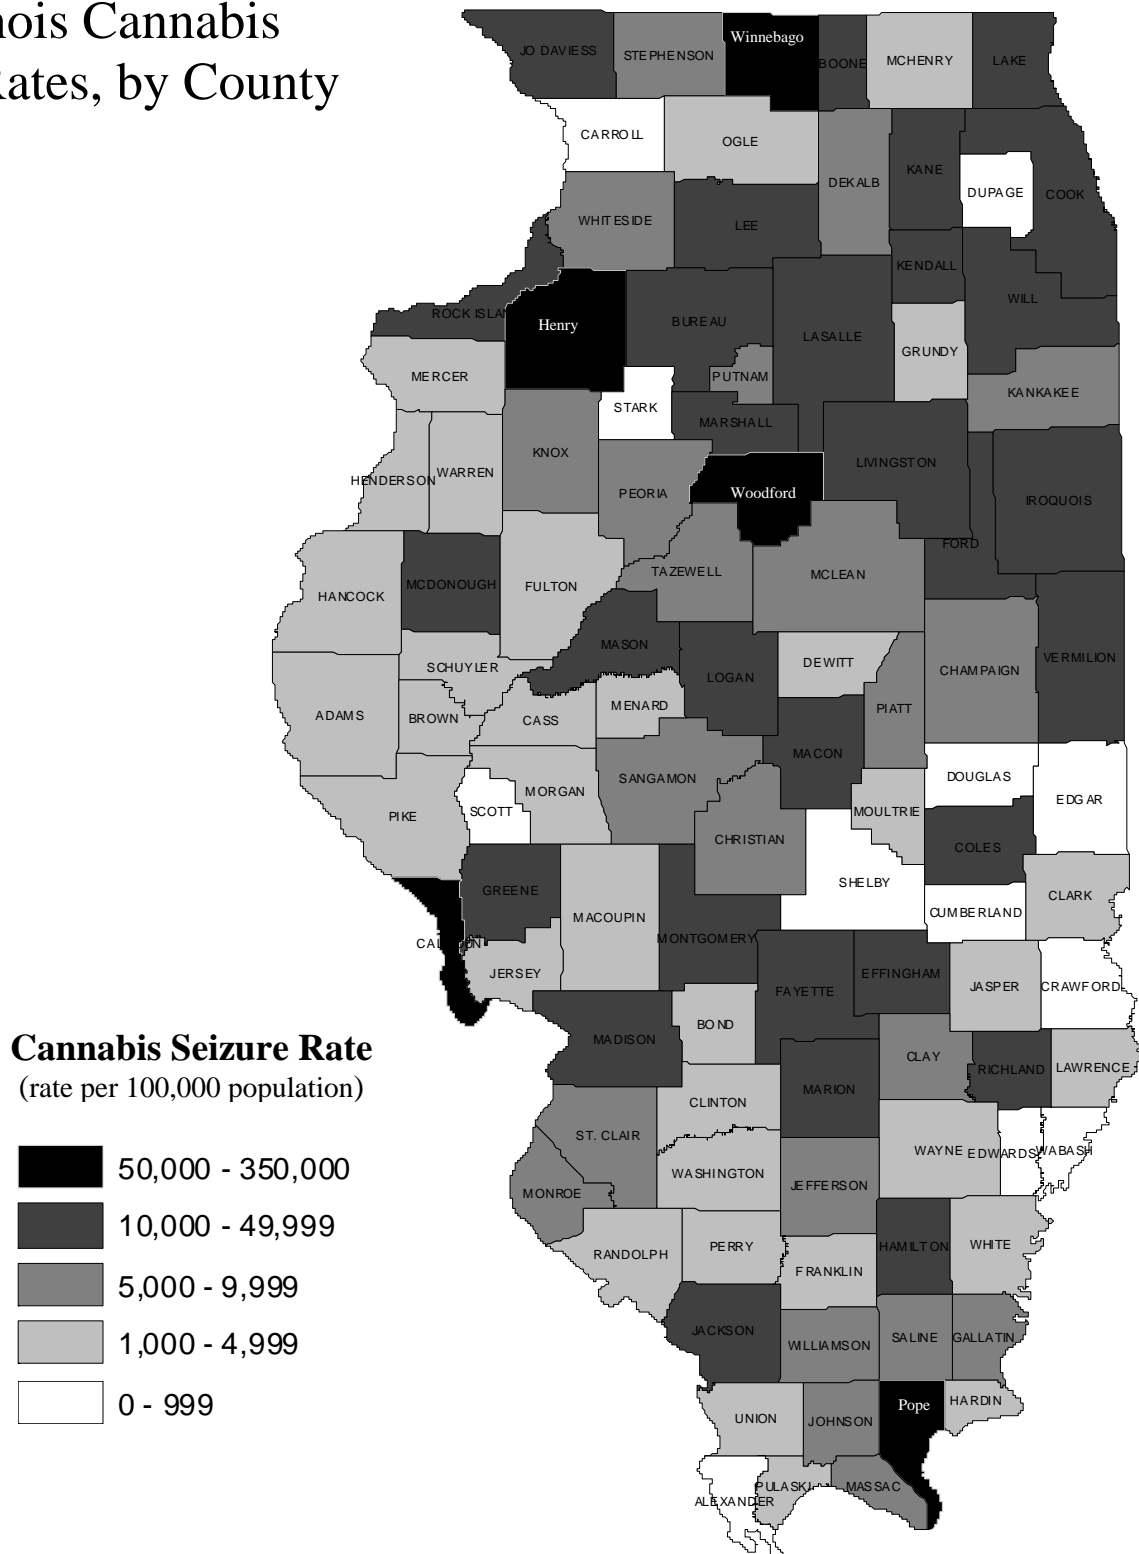 nois Cannabis
Rates, by County
JO DAVIESS
STEPHENSON
Winnebago
BOONE
MCHENRY
LAKE
CARROLL
OGLE
DEKALB
KANE
DUPAGE
COOK
WHITESIDE
LEE
KENDALL
WILL
ROCK ISLAN
Henry
BUREAU
LASALLE
GRUNDY
MERCER
PUTNAM
KANKAKEE
STARK
MARSHALL
HENDERSON
WARREN
KNOX
PEORIA
Woodford
LIVINGSTON
IROQUOIS
FORD
HANCOCK
MCDONOUGH
FULTON
TAZEWELL
MCLEAN
SCHUYLER
MASON
LOGAN
DEWITT
CHAMPAIGN
VERMILION
ADAMS
BROWN
CASS
MENARD
PIATT
MACON
SANGAMON
DOUGLAS
EDGAR
PIKE
SCOTT
MORGAN
CHRISTIAN
MOULTRIE
COLES
SHELBY
GREENE
MACOUPIN
MONTGOMERY
CUMBERLAND
CLARK
CALHOUN
JERSEY
FAYETTE
EFFINGHAM
JASPER
CRAWFORD
MADISON
BOND
CLAY
RICHLAND
LAWRENCE
Cannabis Seizure Rate
(rate per 100,000 population)
CLINTON
MARION
ST. CLAIR
WASHINGTON
WAYNE
EDWARDS
WABASH
50,000 - 350,000
MONROE
JEFFERSON
10,000 - 49,999
RANDOLPH
PERRY
FRANKLIN
HAMILTON
WHITE
5,000 - 9,999
JACKSON
WILLIAMSON
SALINE
GALLATIN
1,000 - 4,999
0 - 999
UNION
JOHNSON
Pope
HARDIN
ALEXANDER
PULASKI
MASSAC